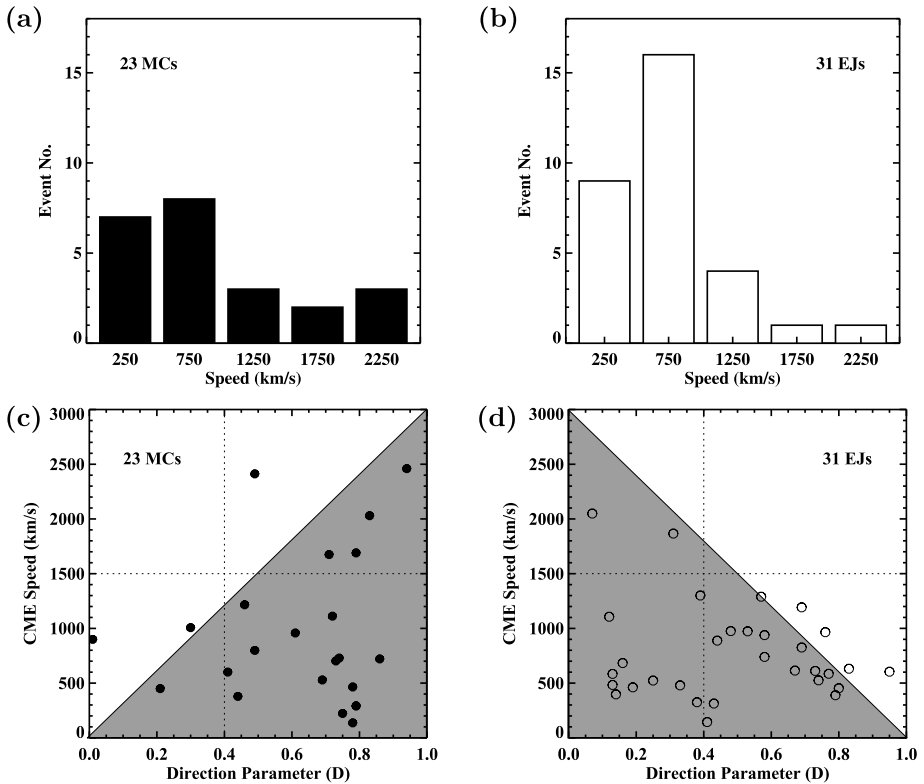 (a)
23 MCs
15
10
5
0
Event No.
250 750 1250 1750 2250
Speed (km/s)
(b)
31 EJs
15
10
5
0
Event No.
250 750 1250 1750 2250
Speed (km/s)
(c)
23 MCs
3000
2500
2000
1500
1000
500
0
CME Speed (km/s)
0.0 0.2 0.4 0.6 0.8 1.0
Direction Parameter (D)
(d)
31 EJs
3000
2500
2000
1500
1000
500
0
CME Speed (km/s)
0.0 0.2 0.4 0.6 0.8 1.0
Direction Parameter (D)